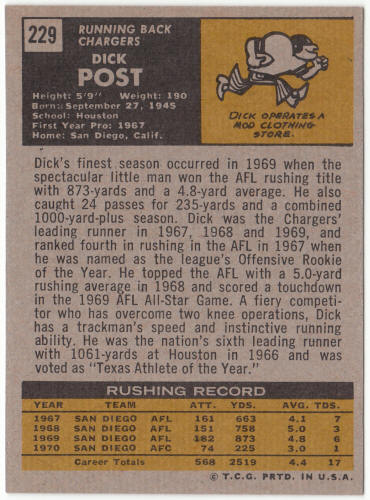 229
RUNNING BACK
CHARGERS
DICK
POST
Height: 5'9" Weight: 190
Born: September 27, 1945
School: Houston
First Year Pro: 1967
Home: San Diego, Calif.
DICK OPERATES A
MOD CLOTHING
STORE.
Dick's finest season occurred in 1969 when the
spectacular little man won the AFL rushing title
with 873-yards and a 4.8-yard average. He also
caught 24 passes for 235-yards and a combined
1000-yard-plus season. Dick was the Chargers'
leading runner in 1967, 1968 and 1969, and
ranked fourth in rushing in the AFL in 1967 when
he was named as the league's Offensive Rookie
of the Year. He topped the AFL with a 5.0-yard
rushing average in 1968 and scored a touchdown
in the 1969 AFL All-Star Game. A fiery competi-
tor who has overcome two knee operations, Dick
has a trackman's speed and instinctive running
ability. He was the nation's sixth leading runner
with 1061-yards at Houston in 1966 and was
voted as "Texas Athlete of the Year."
RUSHING RECORD
YEAR TEAM ATT. YDS. AVG. TDS.
1967 SAN DIEGO AFL 161 663 4.1 7
1968 SAN DIEGO AFL 151 758 5.0 3
1969 SAN DIEGO AFL 182 873 4.8 6
1970 SAN DIEGO AFC 74 225 3.0 1
Career Totals 568 2519 4.4 17
© T.C.G. PRTD. IN U.S.A.